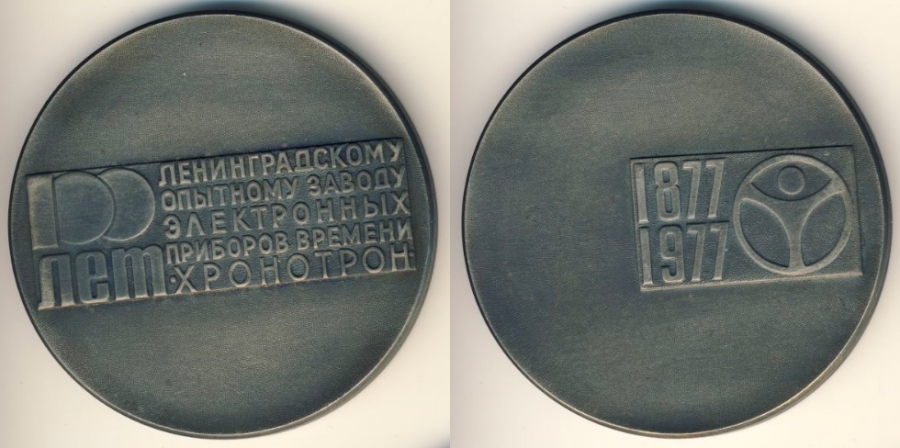 100
лет
ЛЕНИНГРАДСКОМУ
ОПЫТНОМУ ЗАВОДУ
ЭЛЕКТРОННЫХ
ПРИБОРОВ ВРЕМЕНИ
·ХРОНОТРОН·
1877
1977